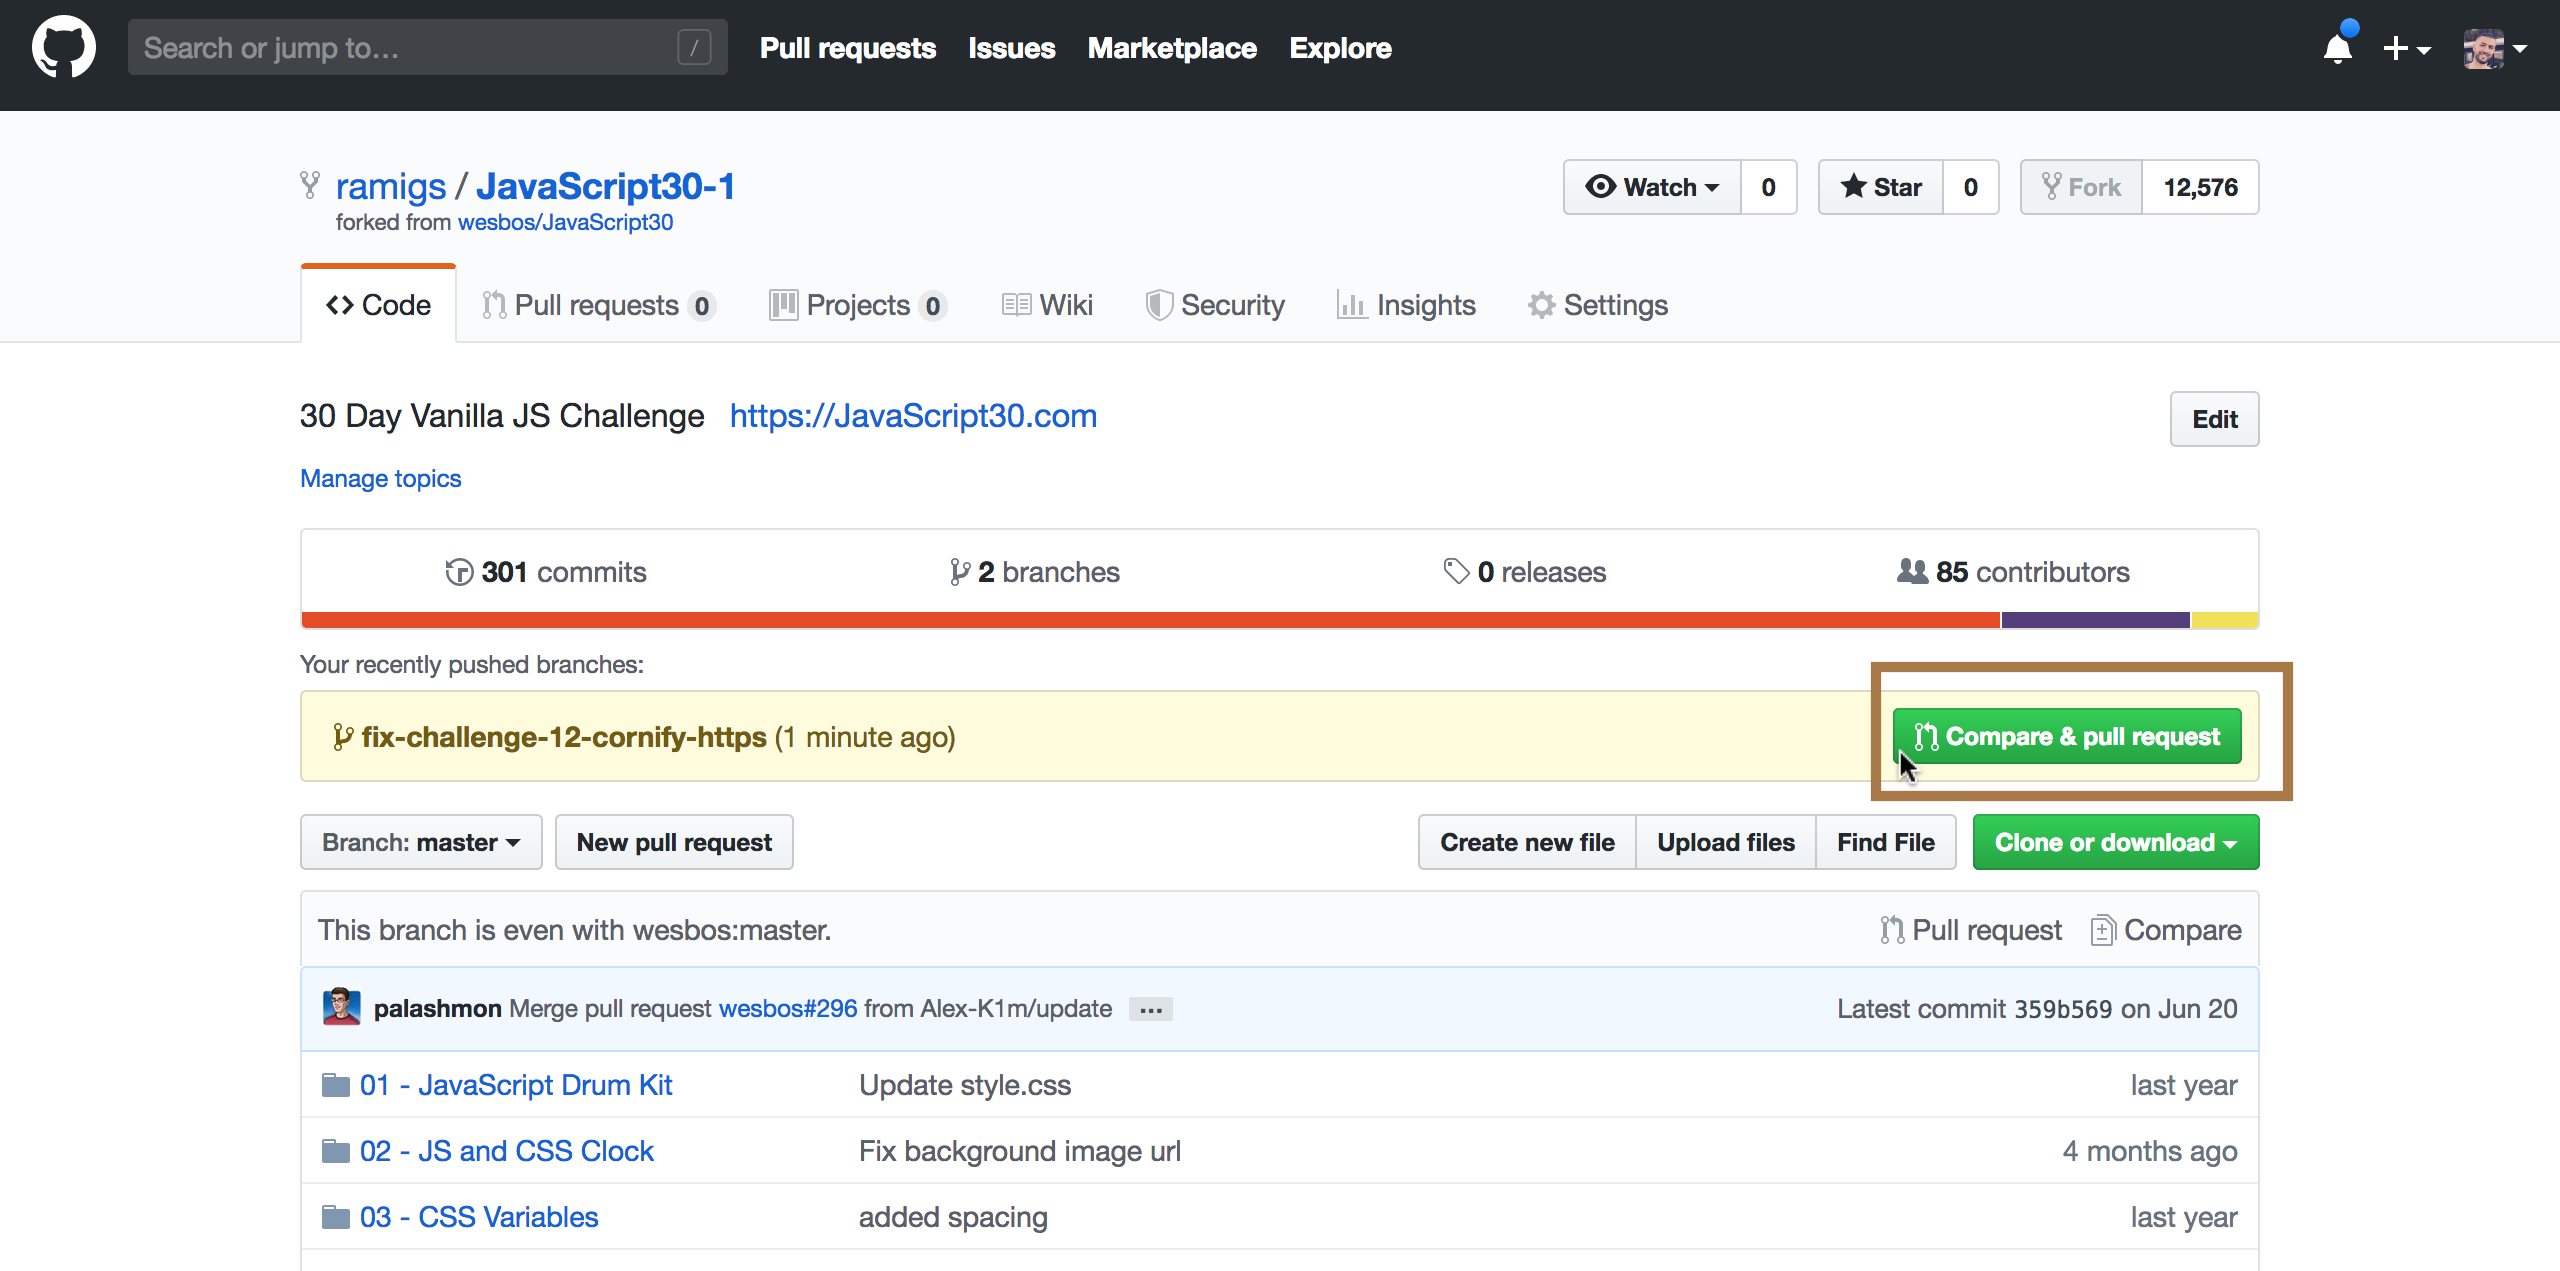 Search or jump to… /
Pull requests Issues Marketplace Explore
ramigs / JavaScript30-1
forked from wesbos/JavaScript30
Watch 0 Star 0 Fork 12,576
Code Pull requests 0 Projects 0 Wiki Security Insights Settings
30 Day Vanilla JS Challenge https://JavaScript30.com
Edit
Manage topics
301 commits 2 branches 0 releases 85 contributors
Your recently pushed branches:
fix-challenge-12-cornify-https (1 minute ago)
Compare & pull request
Branch: master New pull request Create new file Upload files Find File Clone or download
This branch is even with wesbos:master. Pull request Compare
palashmon Merge pull request wesbos#296 from Alex-K1m/update ... Latest commit 359b569 on Jun 20
01 - JavaScript Drum Kit Update style.css last year
02 - JS and CSS Clock Fix background image url 4 months ago
03 - CSS Variables added spacing last year